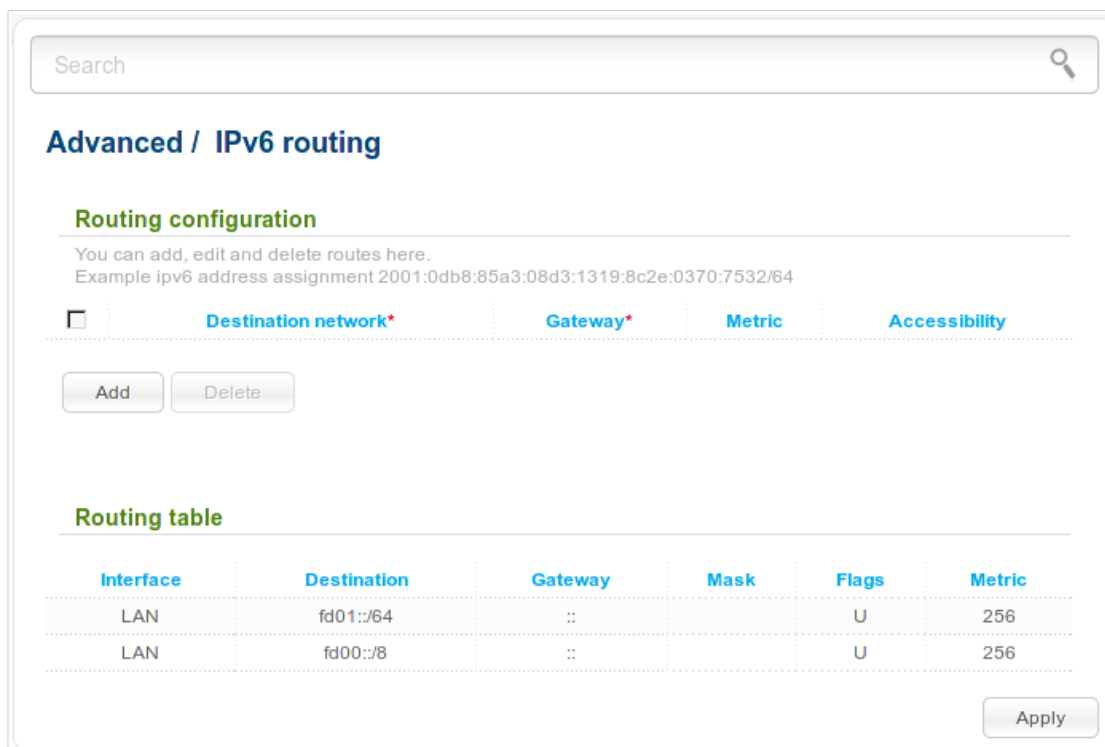 Search
Advanced / IPv6 routing
Routing configuration
You can add, edit and delete routes here.
Example ipv6 address assignment 2001:0db8:85a3:08d3:1319:8c2e:0370:7532/64
Destination network* Gateway* Metric Accessibility
Add Delete
Routing table
Interface Destination Gateway Mask Flags Metric
LAN fd01::/64 :: U 256
LAN fd00::/8 :: U 256
Apply